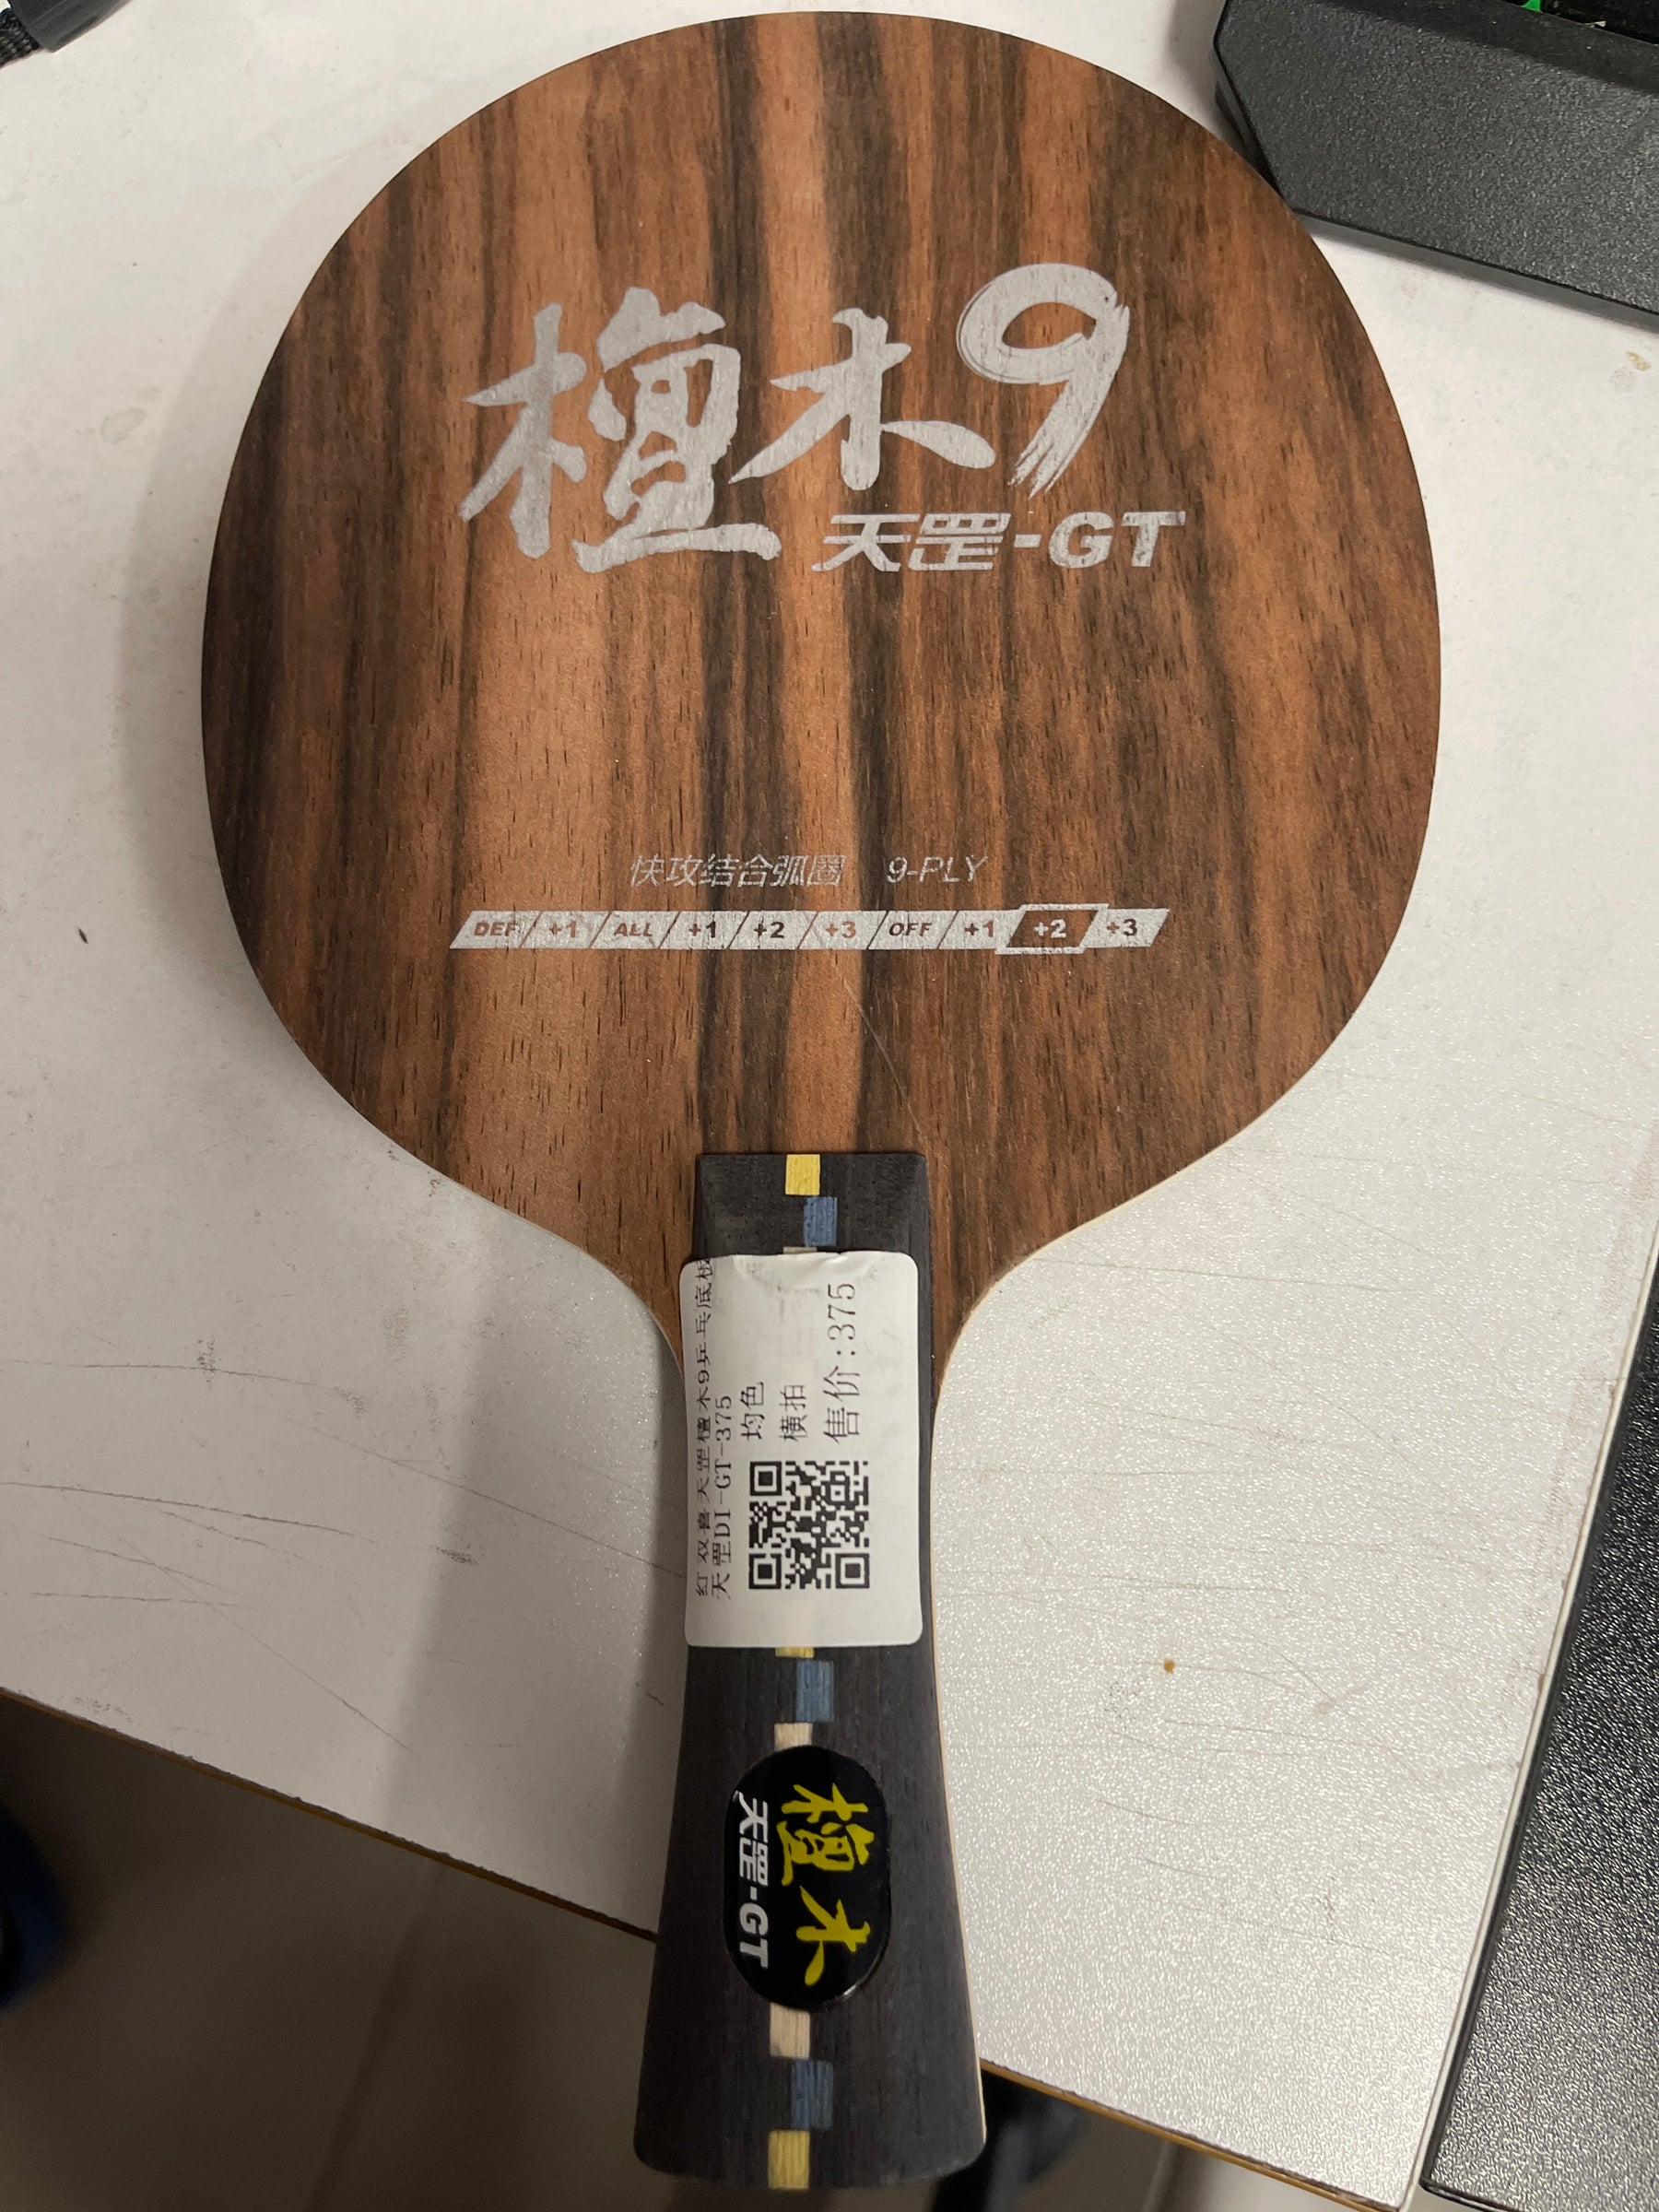 檀木9
天罡-GT
快攻结合弧圈 9-PLY
DEF +1 ALL +1 +2 +3 OFF +1 +2 +3
红双喜天罡檀木9乒乓底板
天罡DI-GT-375
均色
横拍
售价:375
檀木
天罡-GT